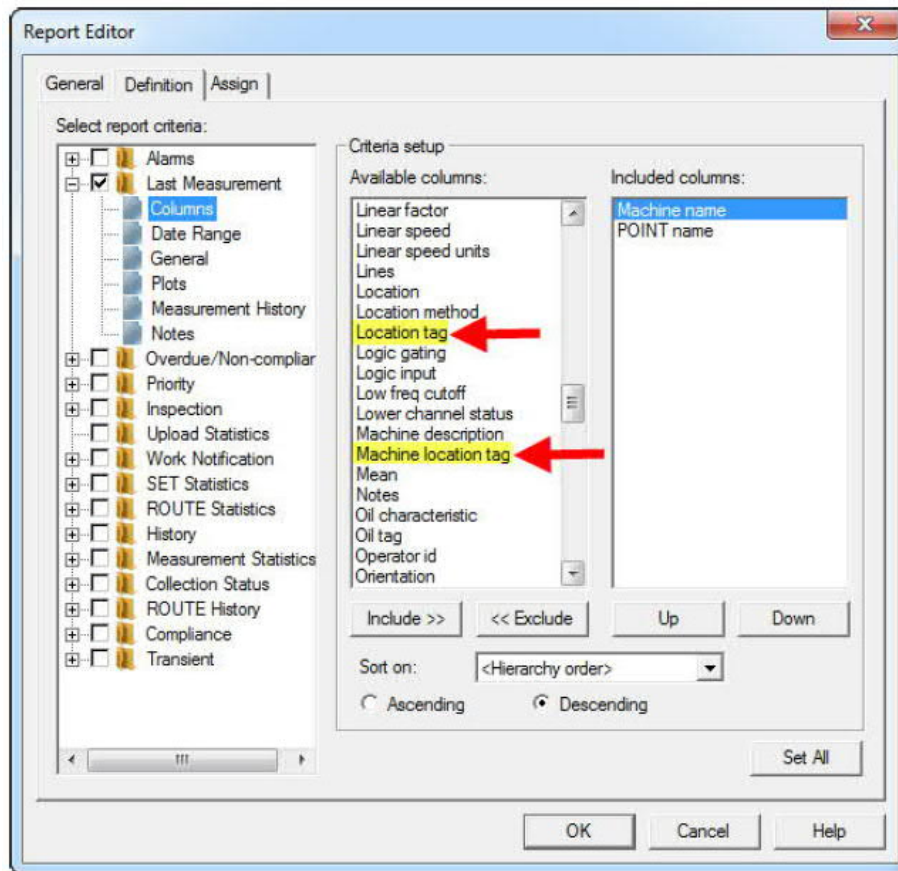 Report Editor
General Definition Assign
Select report criteria:
Alarms
Last Measurement
Columns
Date Range
General
Plots
Measurement History
Notes
Overdue/Non-complian
Priority
Inspection
Upload Statistics
Work Notification
SET Statistics
ROUTE Statistics
History
Measurement Statistics
Collection Status
ROUTE History
Compliance
Transient
Criteria setup
Available columns:
Linear factor
Linear speed
Linear speed units
Lines
Location
Location method
Location tag
Logic gating
Logic input
Low freq cutoff
Lower channel status
Machine description
Machine location tag
Mean
Notes
Oil characteristic
Oil tag
Operator id
Orientation
Included columns:
Machine name
POINT name
Include >> << Exclude Up Down
Sort on: <Hierarchy order>
Ascending Descending
Set All
OK Cancel Help